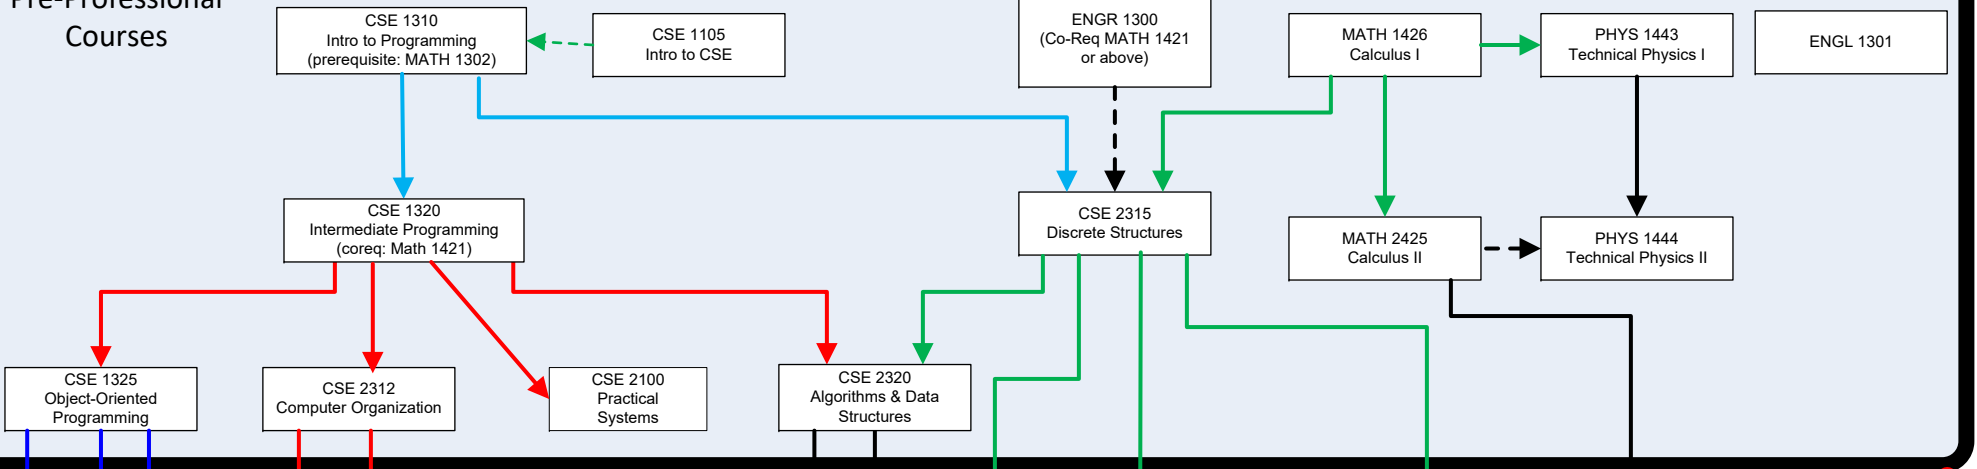 Pre-Professional
Courses
CSE 1310
Intro to Programming
(prerequisite: MATH 1302)
CSE 1105
Intro to CSE
ENGR 1300
(Co-Req MATH 1421
or above)
MATH 1426
Calculus I
PHYS 1443
Technical Physics I
ENGL 1301
CSE 1320
Intermediate Programming
(coreq: Math 1421)
CSE 2315
Discrete Structures
MATH 2425
Calculus II
PHYS 1444
Technical Physics II
CSE 1325
Object-Oriented
Programming
CSE 2312
Computer Organization
CSE 2100
Practical
Systems
CSE 2320
Algorithms & Data
Structures